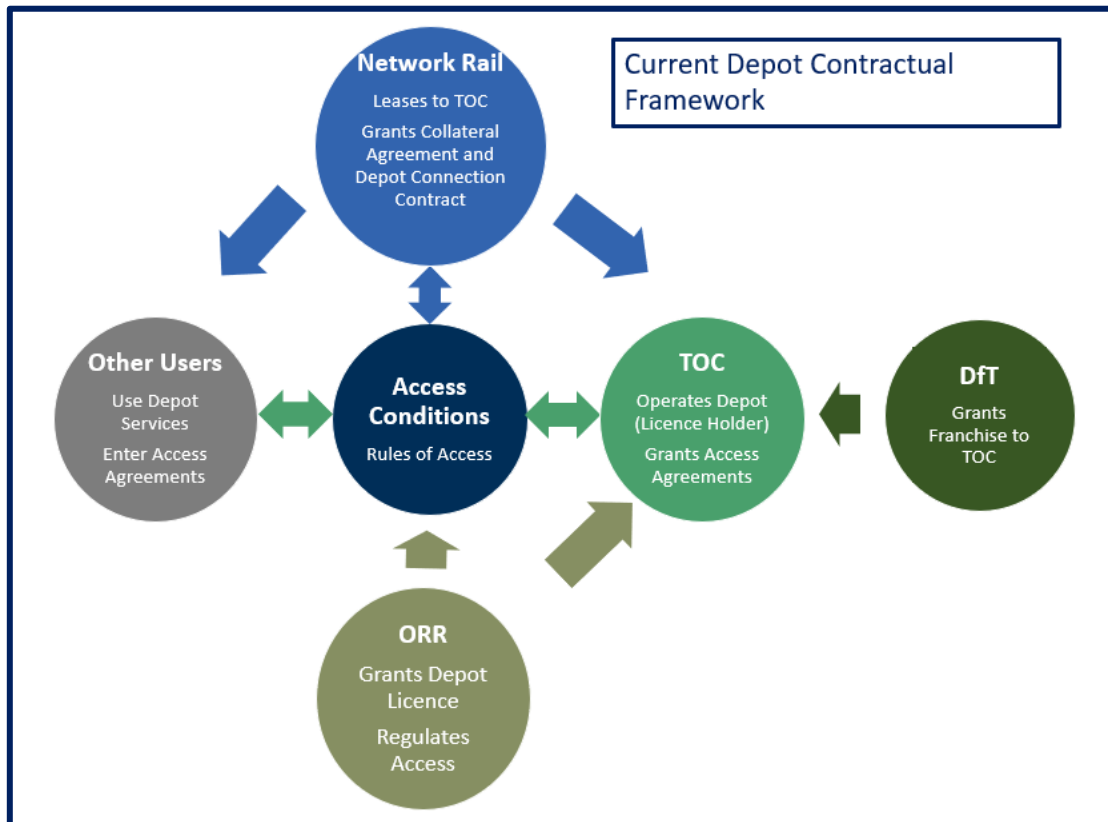 Current Depot Contractual
Framework
Network Rail
Leases to TOC
Grants Collateral
Agreement and
Depot Connection
Contract
Other Users
Use Depot
Services
Enter Access
Agreements
Access
Conditions
Rules of Access
TOC
Operates Depot
(Licence Holder)
Grants Access
Agreements
DfT
Grants
Franchise to
TOC
ORR
Grants Depot
Licence
Regulates
Access